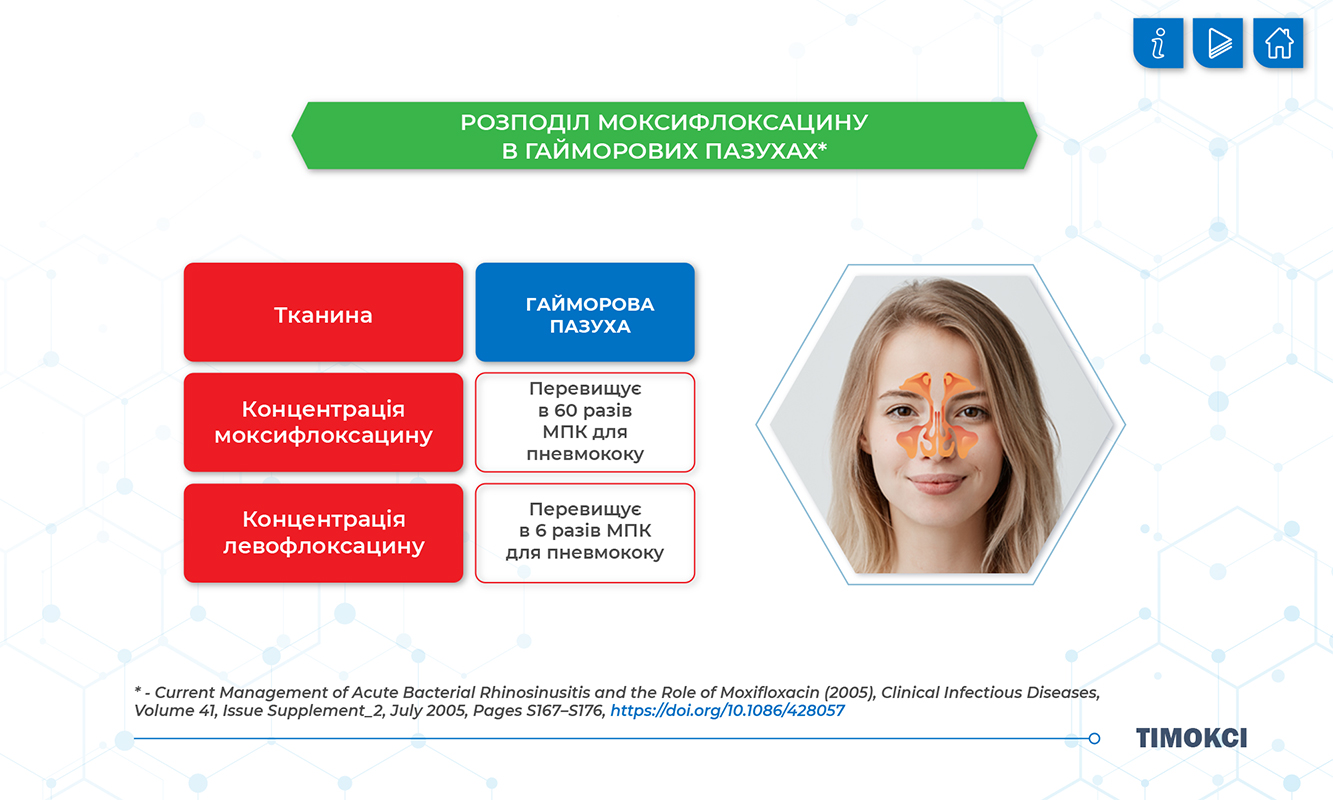 РОЗПОДІЛ МОКСИФЛОКСАЦИНУ
В ГАЙМОРОВИХ ПАЗУХАХ*
Тканина
ГАЙМОРОВА
ПАЗУХА
Концентрація
моксифлоксацину
Перевищує
в 60 разів
МПК для
пневмококу
Концентрація
левофлоксацину
Перевищує
в 6 разів МПК
для пневмококу
* - Current Management of Acute Bacterial Rhinosinusitis and the Role of Moxifloxacin (2005), Clinical Infectious Diseases,
Volume 41, Issue Supplement_2, July 2005, Pages S167–S176, https://doi.org/10.1086/428057
ТІМОКСІ